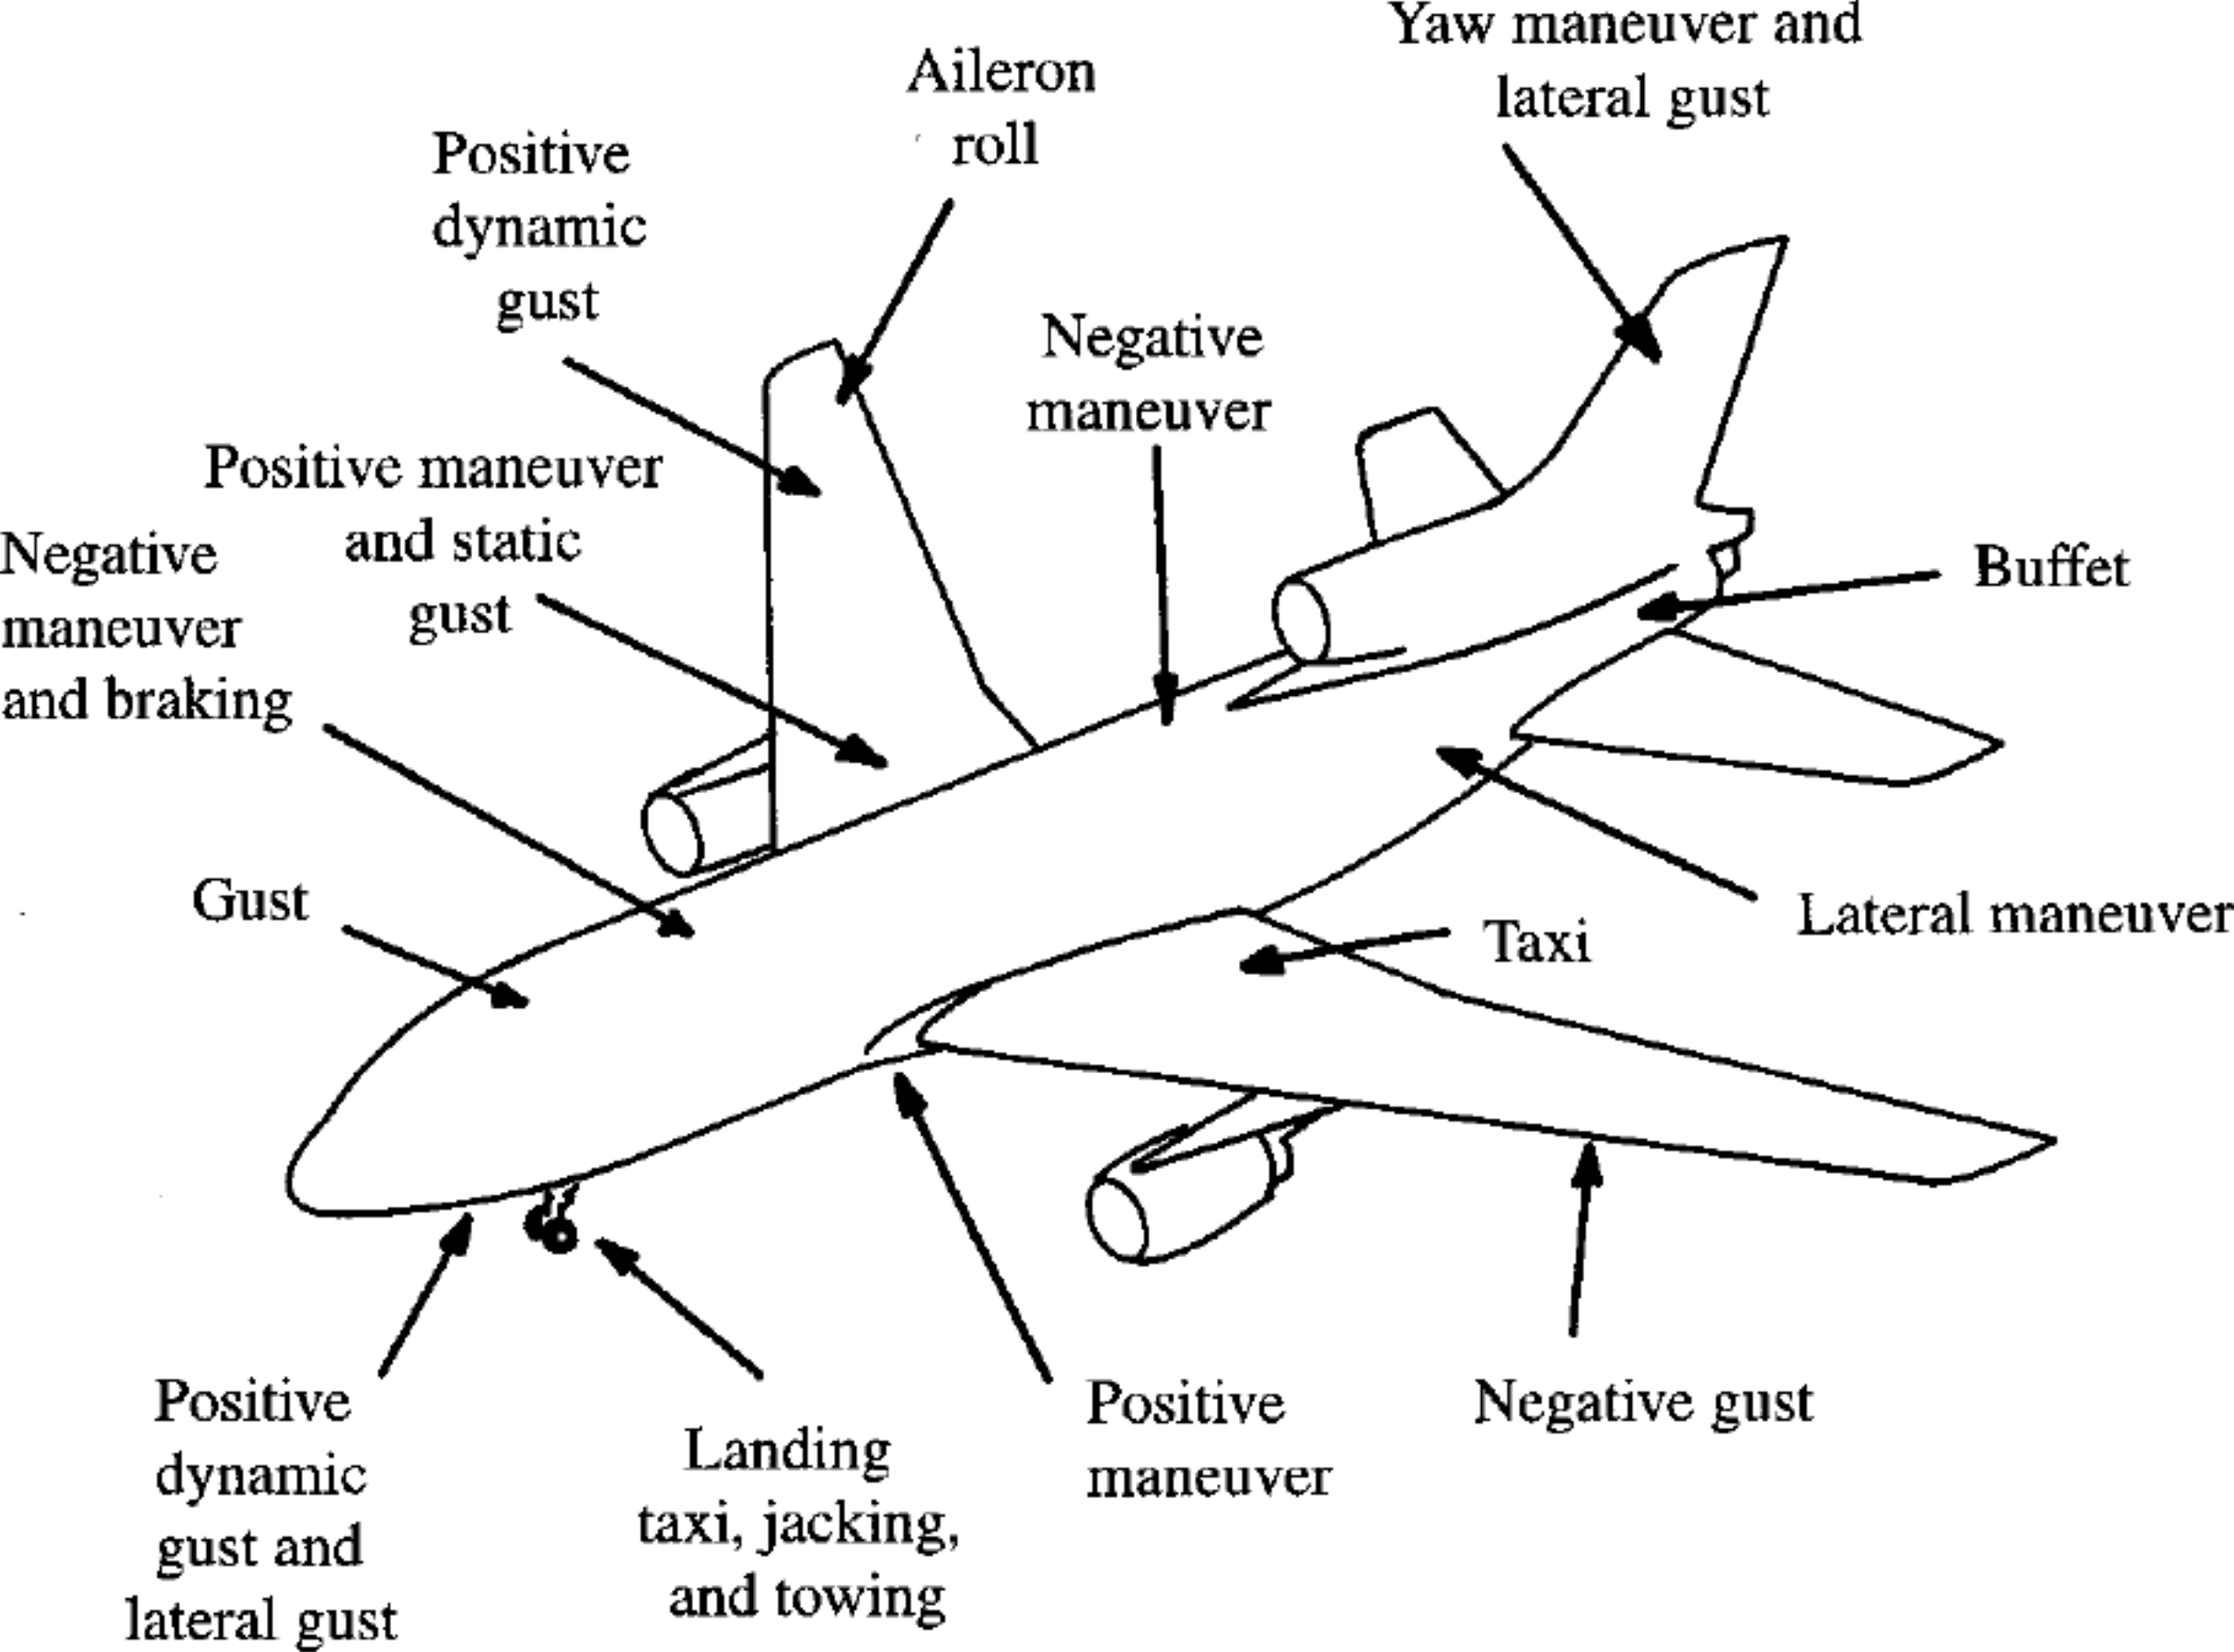 Yaw maneuver and
lateral gust
Aileron
roll
Positive
dynamic
gust
Negative
maneuver
Positive maneuver
and static
gust
Negative
maneuver
and braking
Buffet
Gust
Lateral maneuver
Taxi
Positive
dynamic
gust and
lateral gust
Landing
taxi, jacking,
and towing
Positive
maneuver
Negative gust